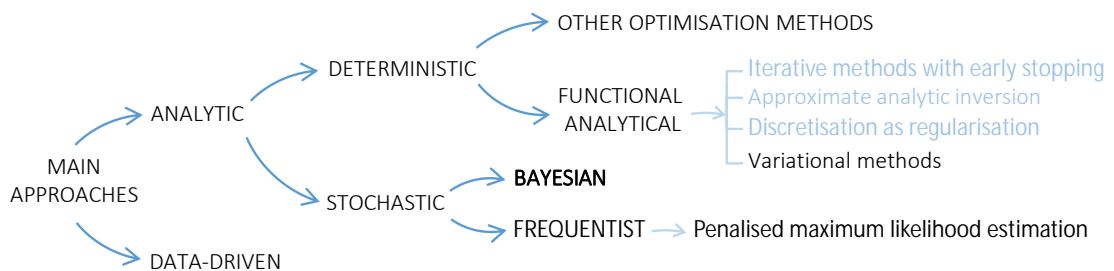 OTHER OPTIMISATION METHODS
DETERMINISTIC
Iterative methods with early stopping
FUNCTIONAL
ANALYTICAL
Approximate analytic inversion
Discretisation as regularisation
Variational methods
ANALYTIC
MAIN
APPROACHES
BAYESIAN
STOCHASTIC
FREQUENTIST
Penalised maximum likelihood estimation
DATA-DRIVEN